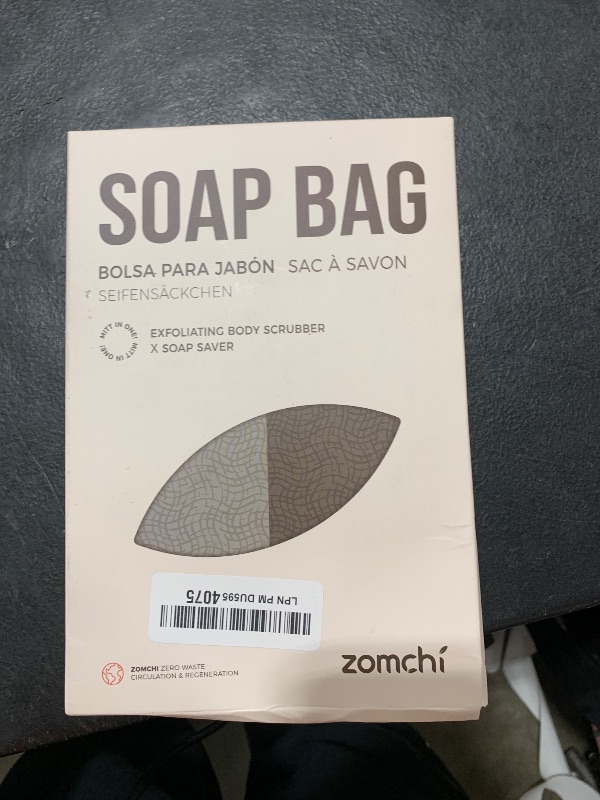 SOAP BAG
BOLSA PARA JABÓN SAC À SAVON
SEIFENSÄCKCHEN
MITT IN ONE! MITT IN ONE!
EXFOLIATING BODY SCRUBBER
X SOAP SAVER
LPN PM DU595 4075
zomchi
ZOMCHI ZERO WASTE
CIRCULATION & REGENERATION